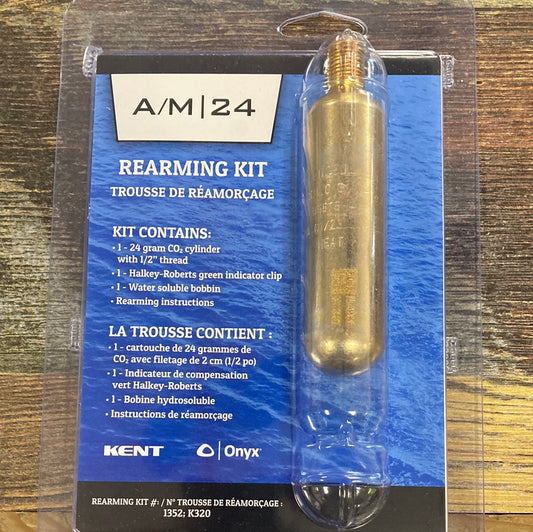 A/M|24
REARMING KIT
TROUSSE DE RÉAMORÇAGE
KIT CONTAINS:
• 1 - 24 gram CO₂ cylinder
with 1/2" thread
• 1 - Halkey-Roberts green indicator clip
• 1 - Water soluble bobbin
• Rearming instructions
LA TROUSSE CONTIENT :
• 1 - cartouche de 24 grammes de
CO₂ avec filetage de 2 cm (1/2 po)
• 1 - Indicateur de compensation
vert Halkey-Roberts
• 1 - Bobine hydrosoluble
• Instructions de réamorçage
KENT
Onyx
REARMING KIT #: / N° TROUSSE DE RÉAMORÇAGE :
1352; K320